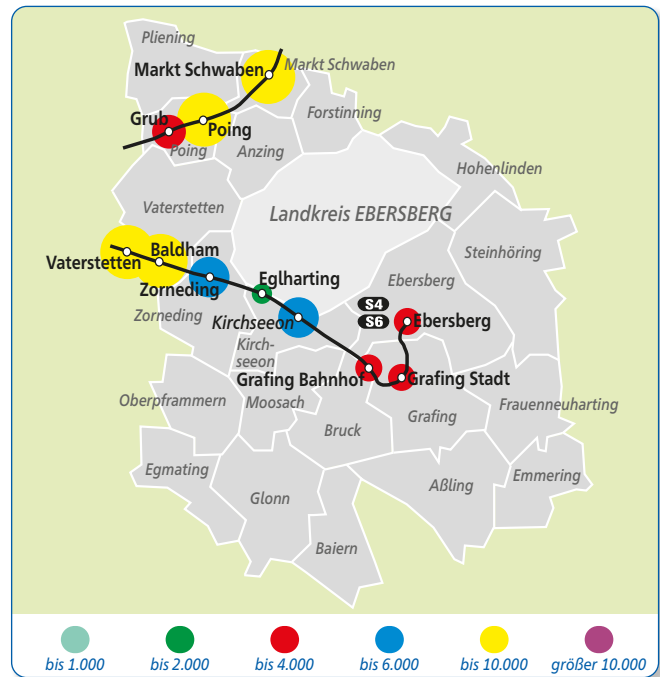 Pliening
Markt Schwaben
Markt Schwaben
Forstinning
Grub
Poing
Poing
Anzing
Hohenlinden
Vaterstetten
Landkreis EBERSBERG
Steinhöring
Baldham
Vaterstetten
Zorneding
Eglharting
Ebersberg
S4
S6
Ebersberg
Zorneding
Kirchseeon
Kirch-
seeon
Grafing Bahnhof
Grafing Stadt
Oberpframmern
Moosach
Grafing
Frauenneuharting
Bruck
Egmating
Glonn
Aßling
Emmering
Baiern
bis 1.000
bis 2.000
bis 4.000
bis 6.000
bis 10.000
größer 10.000